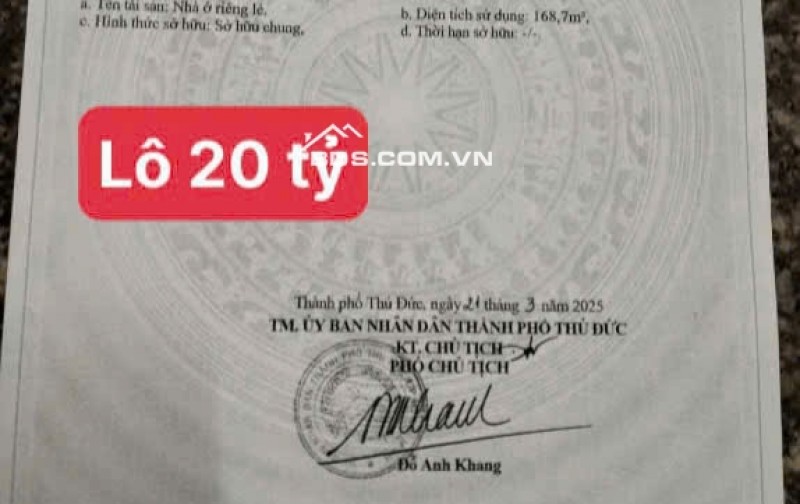 a. Tên tài sản: Nhà ở riêng lẻ.
b. Diện tích sử dụng: 168,7m².
c. Hình thức sở hữu: Sở hữu chung.
d. Thời hạn sở hữu: -/-.
Lô 20 tỷ
BDS.COM.VN
Thành phố Thủ Đức, ngày 21 tháng 3 năm 2025
TM. ỦY BAN NHÂN DÂN THÀNH PHỐ THỦ ĐỨC
KT. CHỦ TỊCH
PHÓ CHỦ TỊCH
Đỗ Anh Khang